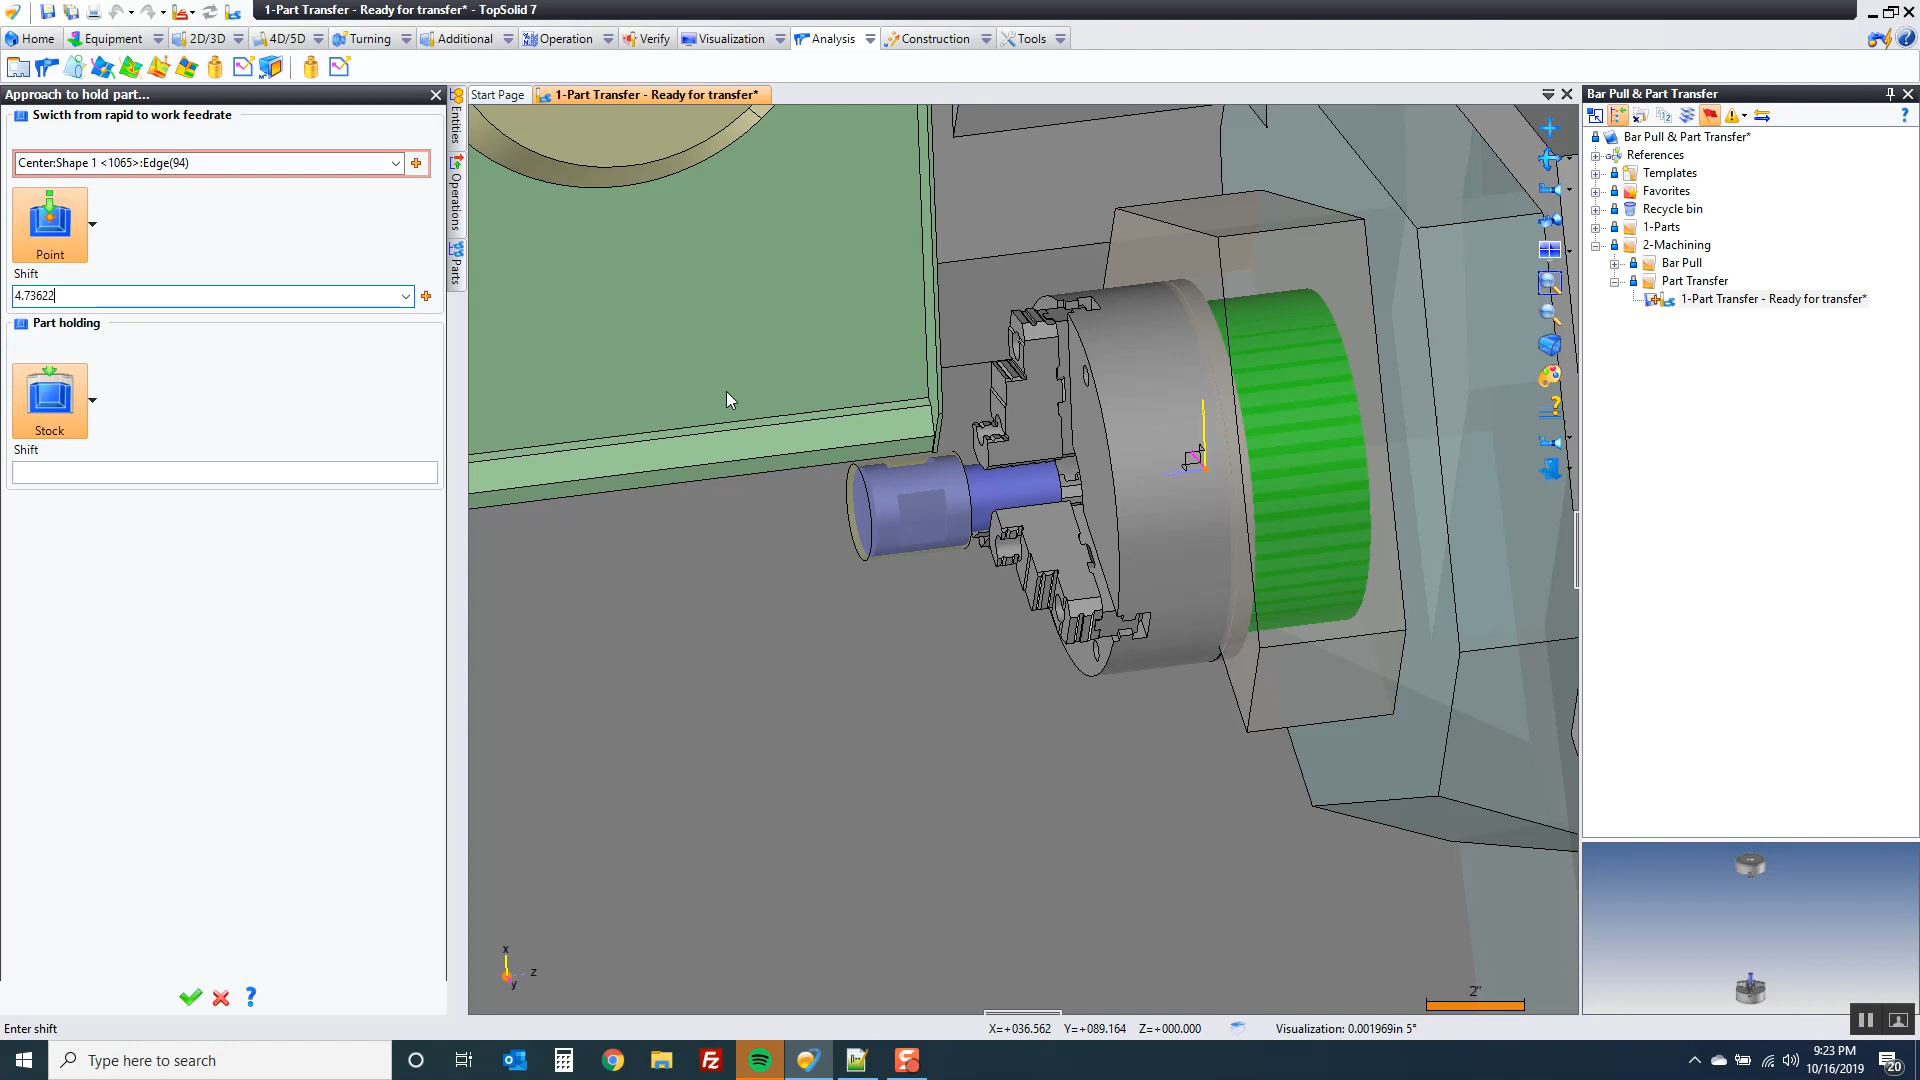 1-Part Transfer - Ready for transfer* - TopSolid 7
Home Equipment 2D/3D 4D/5D Turning Additional Operation Verify Visualization Analysis Construction Tools
Approach to hold part...
Swicth from rapid to work feedrate
Center:Shape 1 <1065>:Edge(94)
Point
Shift
4.73622
Part holding
Stock
Shift
Enter shift
Entities
Operations
Parts
Start Page 1-Part Transfer - Ready for transfer*
x
z
y
2"
X=+036.562 Y=+089.164 Z=+000.000 Visualization: 0.001969in 5°
Bar Pull & Part Transfer
Bar Pull & Part Transfer*
References
Templates
Favorites
Recycle bin
1-Parts
2-Machining
Bar Pull
Part Transfer
1-Part Transfer - Ready for transfer*
Type here to search
9:23 PM
10/16/2019
20